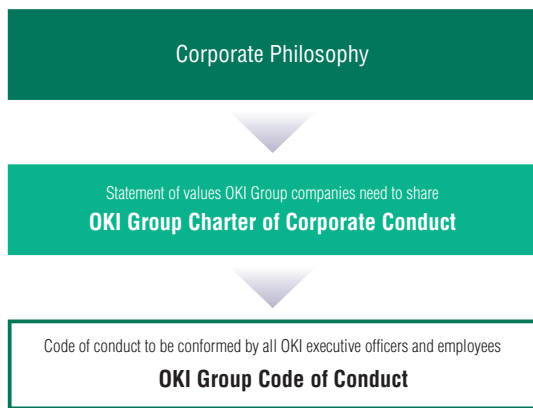 Corporate Philosophy
Statement of values OKI Group companies need to share
OKI Group Charter of Corporate Conduct
Code of conduct to be conformed by all OKI executive officers and employees
OKI Group Code of Conduct